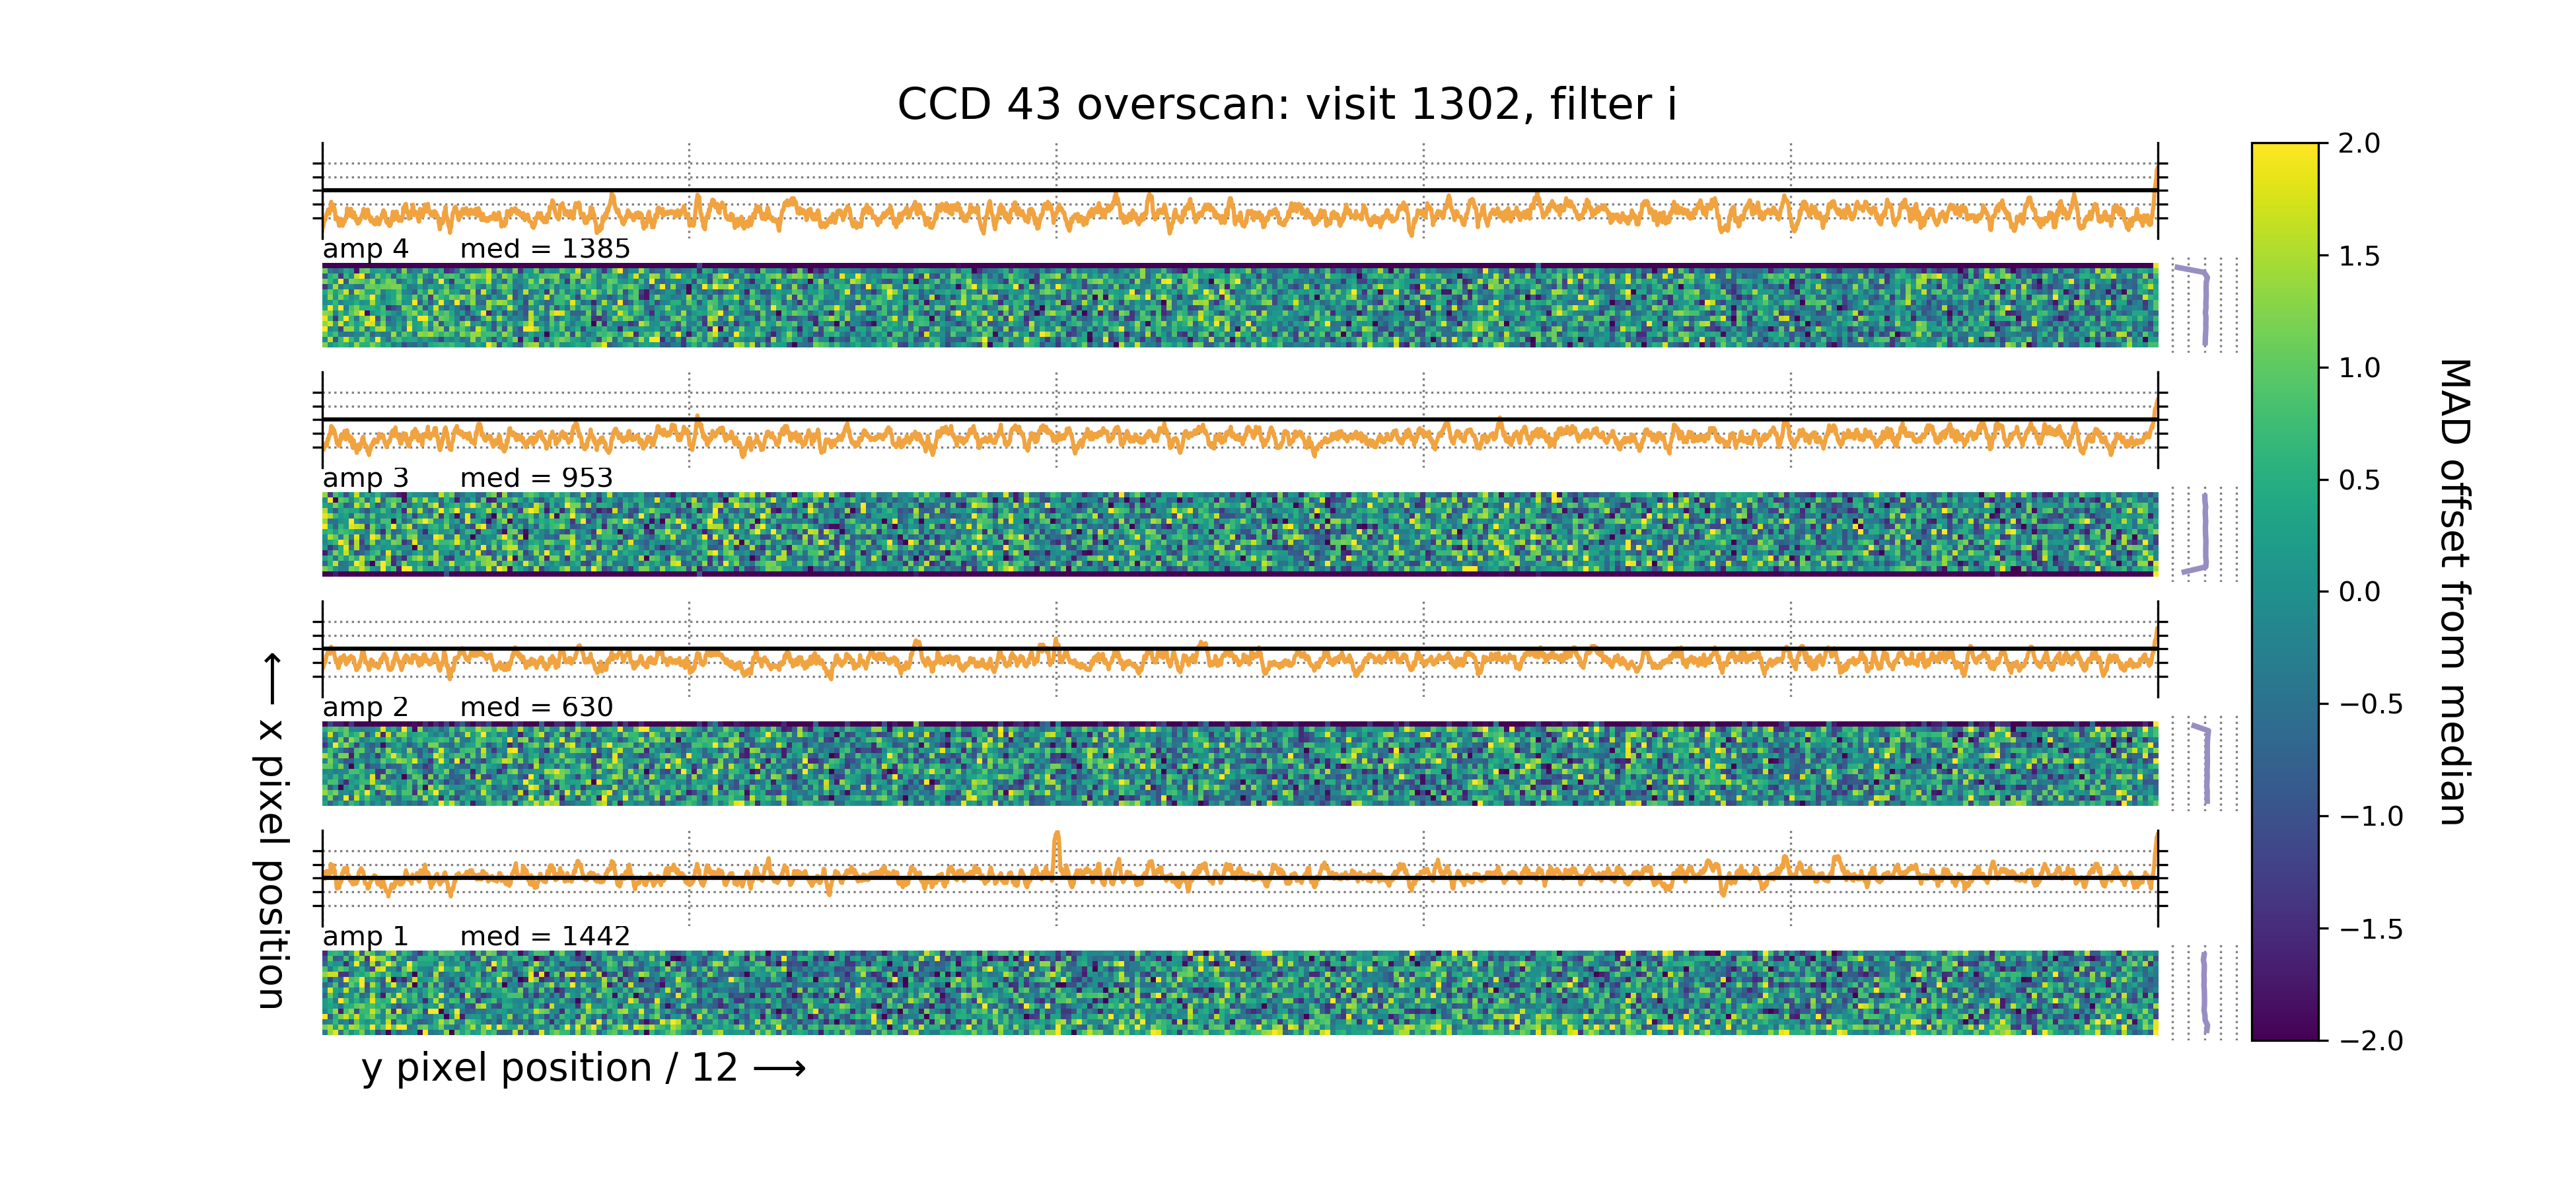 CCD 43 overscan: visit 1302, filter i
amp 4 med = 1385
amp 3 med = 953
amp 2 med = 630
amp 1 med = 1442
⟵ x pixel position
y pixel position / 12 ⟶
2.0
1.5
1.0
0.5
0.0
−0.5
−1.0
−1.5
−2.0
MAD offset from median